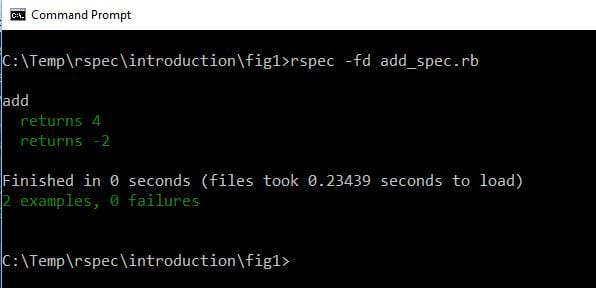 Command Prompt
C:\Temp\rspec\introduction\fig1>rspec -fd add_spec.rb
add
  returns 4
  returns -2
Finished in 0 seconds (files took 0.23439 seconds to load)
2 examples, 0 failures
C:\Temp\rspec\introduction\fig1>